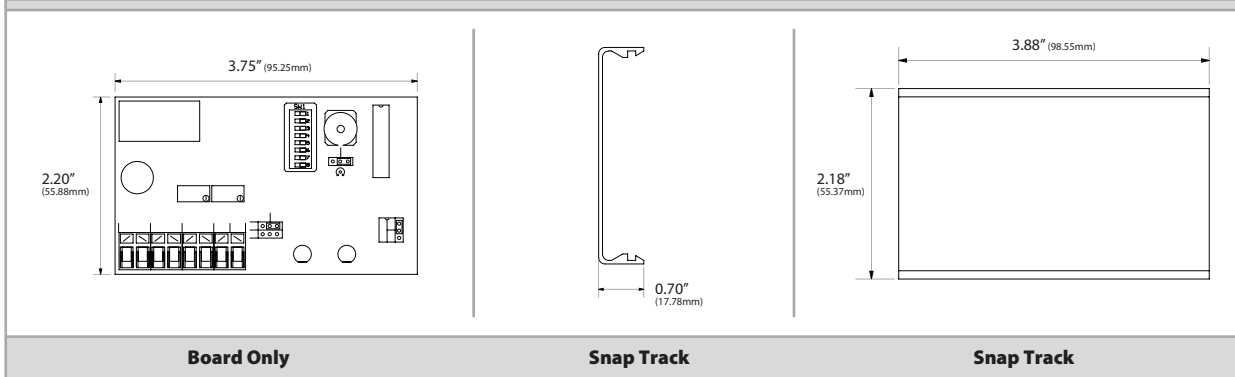 3.75” (95.25mm)
2.20”
(55.88mm)
SW1
0.70”
(17.78mm)
3.88” (98.55mm)
2.18”
(55.37mm)
Board Only
Snap Track
Snap Track